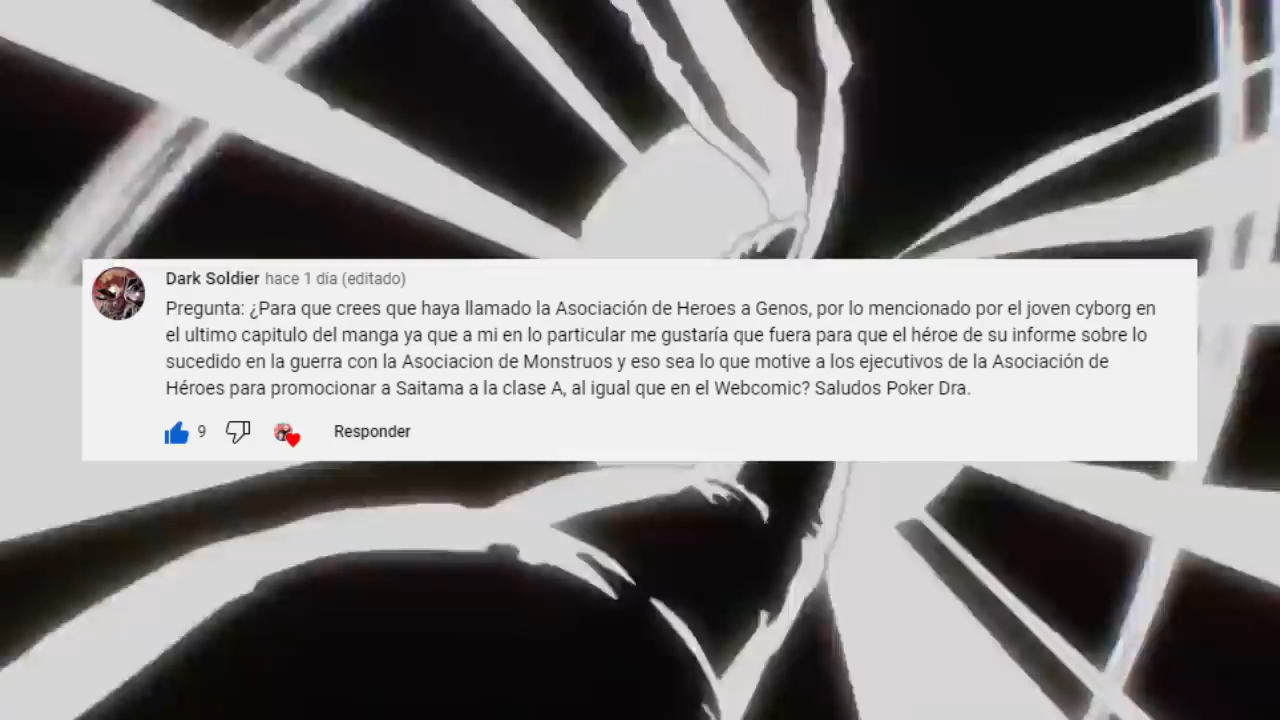 Dark Soldier hace 1 día (editado)
Pregunta: ¿Para que crees que haya llamado la Asociación de Heroes a Genos, por lo mencionado por el joven cyborg en
el ultimo capitulo del manga ya que a mi en lo particular me gustaría que fuera para que el héroe de su informe sobre lo
sucedido en la guerra con la Asociacion de Monstruos y eso sea lo que motive a los ejecutivos de la Asociación de
Héroes para promocionar a Saitama a la clase A, al igual que en el Webcomic? Saludos Poker Dra.
9
Responder